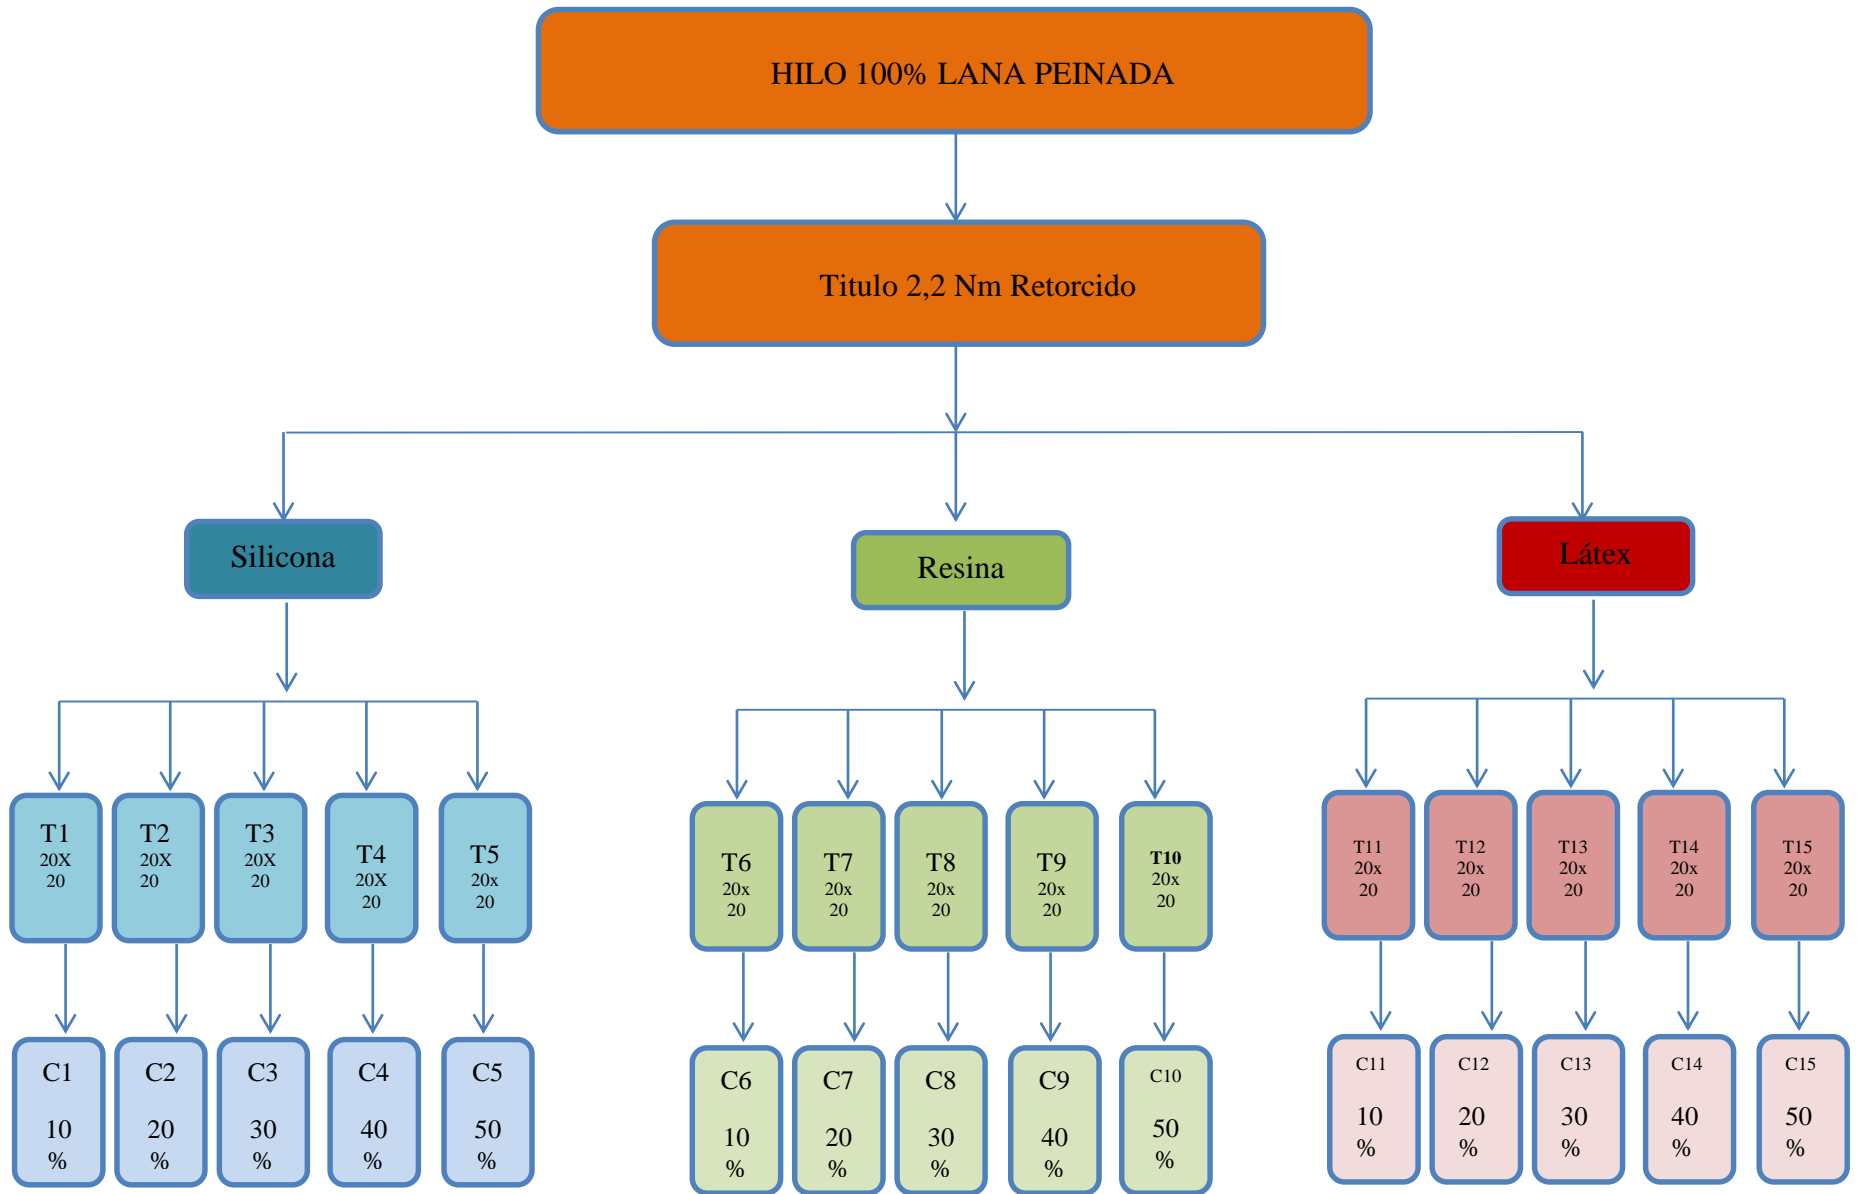 HILO 100% LANA PEINADA
Titulo 2,2 Nm Retorcido
Silicona
Resina
Látex
T1
20X
20
T2
20X
20
T3
20X
20
T4
20X
20
T5
20x
20
T6
20x
20
T7
20x
20
T8
20x
20
T9
20x
20
T10
20x
20
T11
20x
20
T12
20x
20
T13
20x
20
T14
20x
20
T15
20x
20
C1
10
%
C2
20
%
C3
30
%
C4
40
%
C5
50
%
C6
10
%
C7
20
%
C8
30
%
C9
40
%
C10
50
%
C11
10
%
C12
20
%
C13
30
%
C14
40
%
C15
50
%